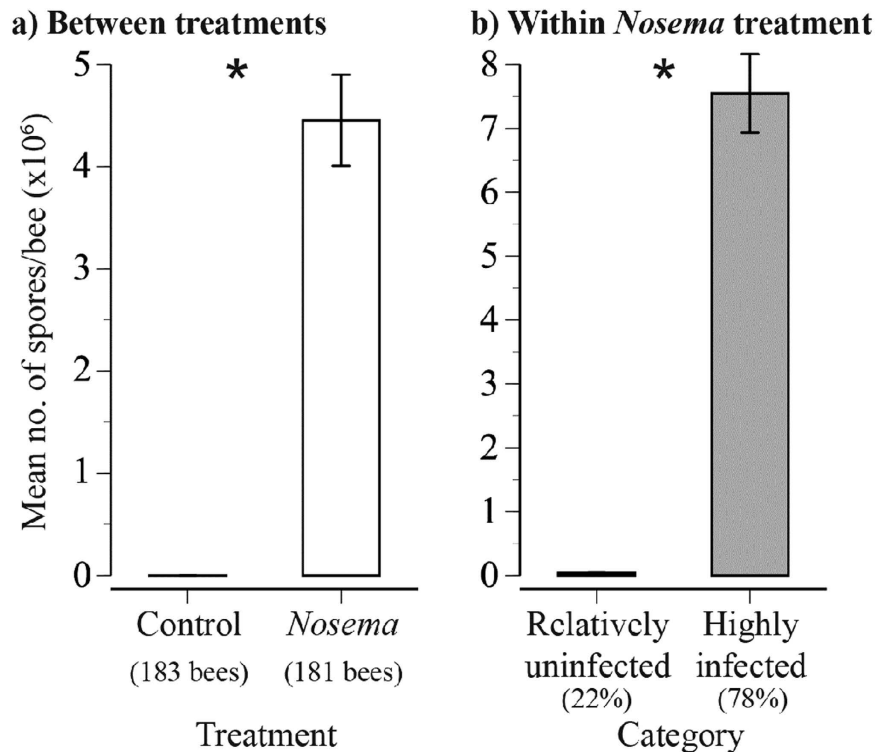 a) Between treatments
*
Mean no. of spores/bee (x10⁶)
5
4
3
2
1
0
Control
Nosema
(183 bees)
(181 bees)
Treatment
b) Within Nosema treatment
*
8
7
6
5
4
3
2
1
0
Relatively
uninfected
(22%)
Highly
infected
(78%)
Category